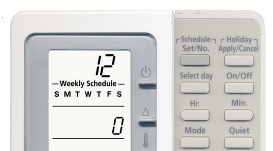 12
Weekly Schedule
S M T W T F S
0
Schedule Set/No.
Holiday Apply/Cancel
Select day
On/Off
Hr.
Min.
Mode
Quiet